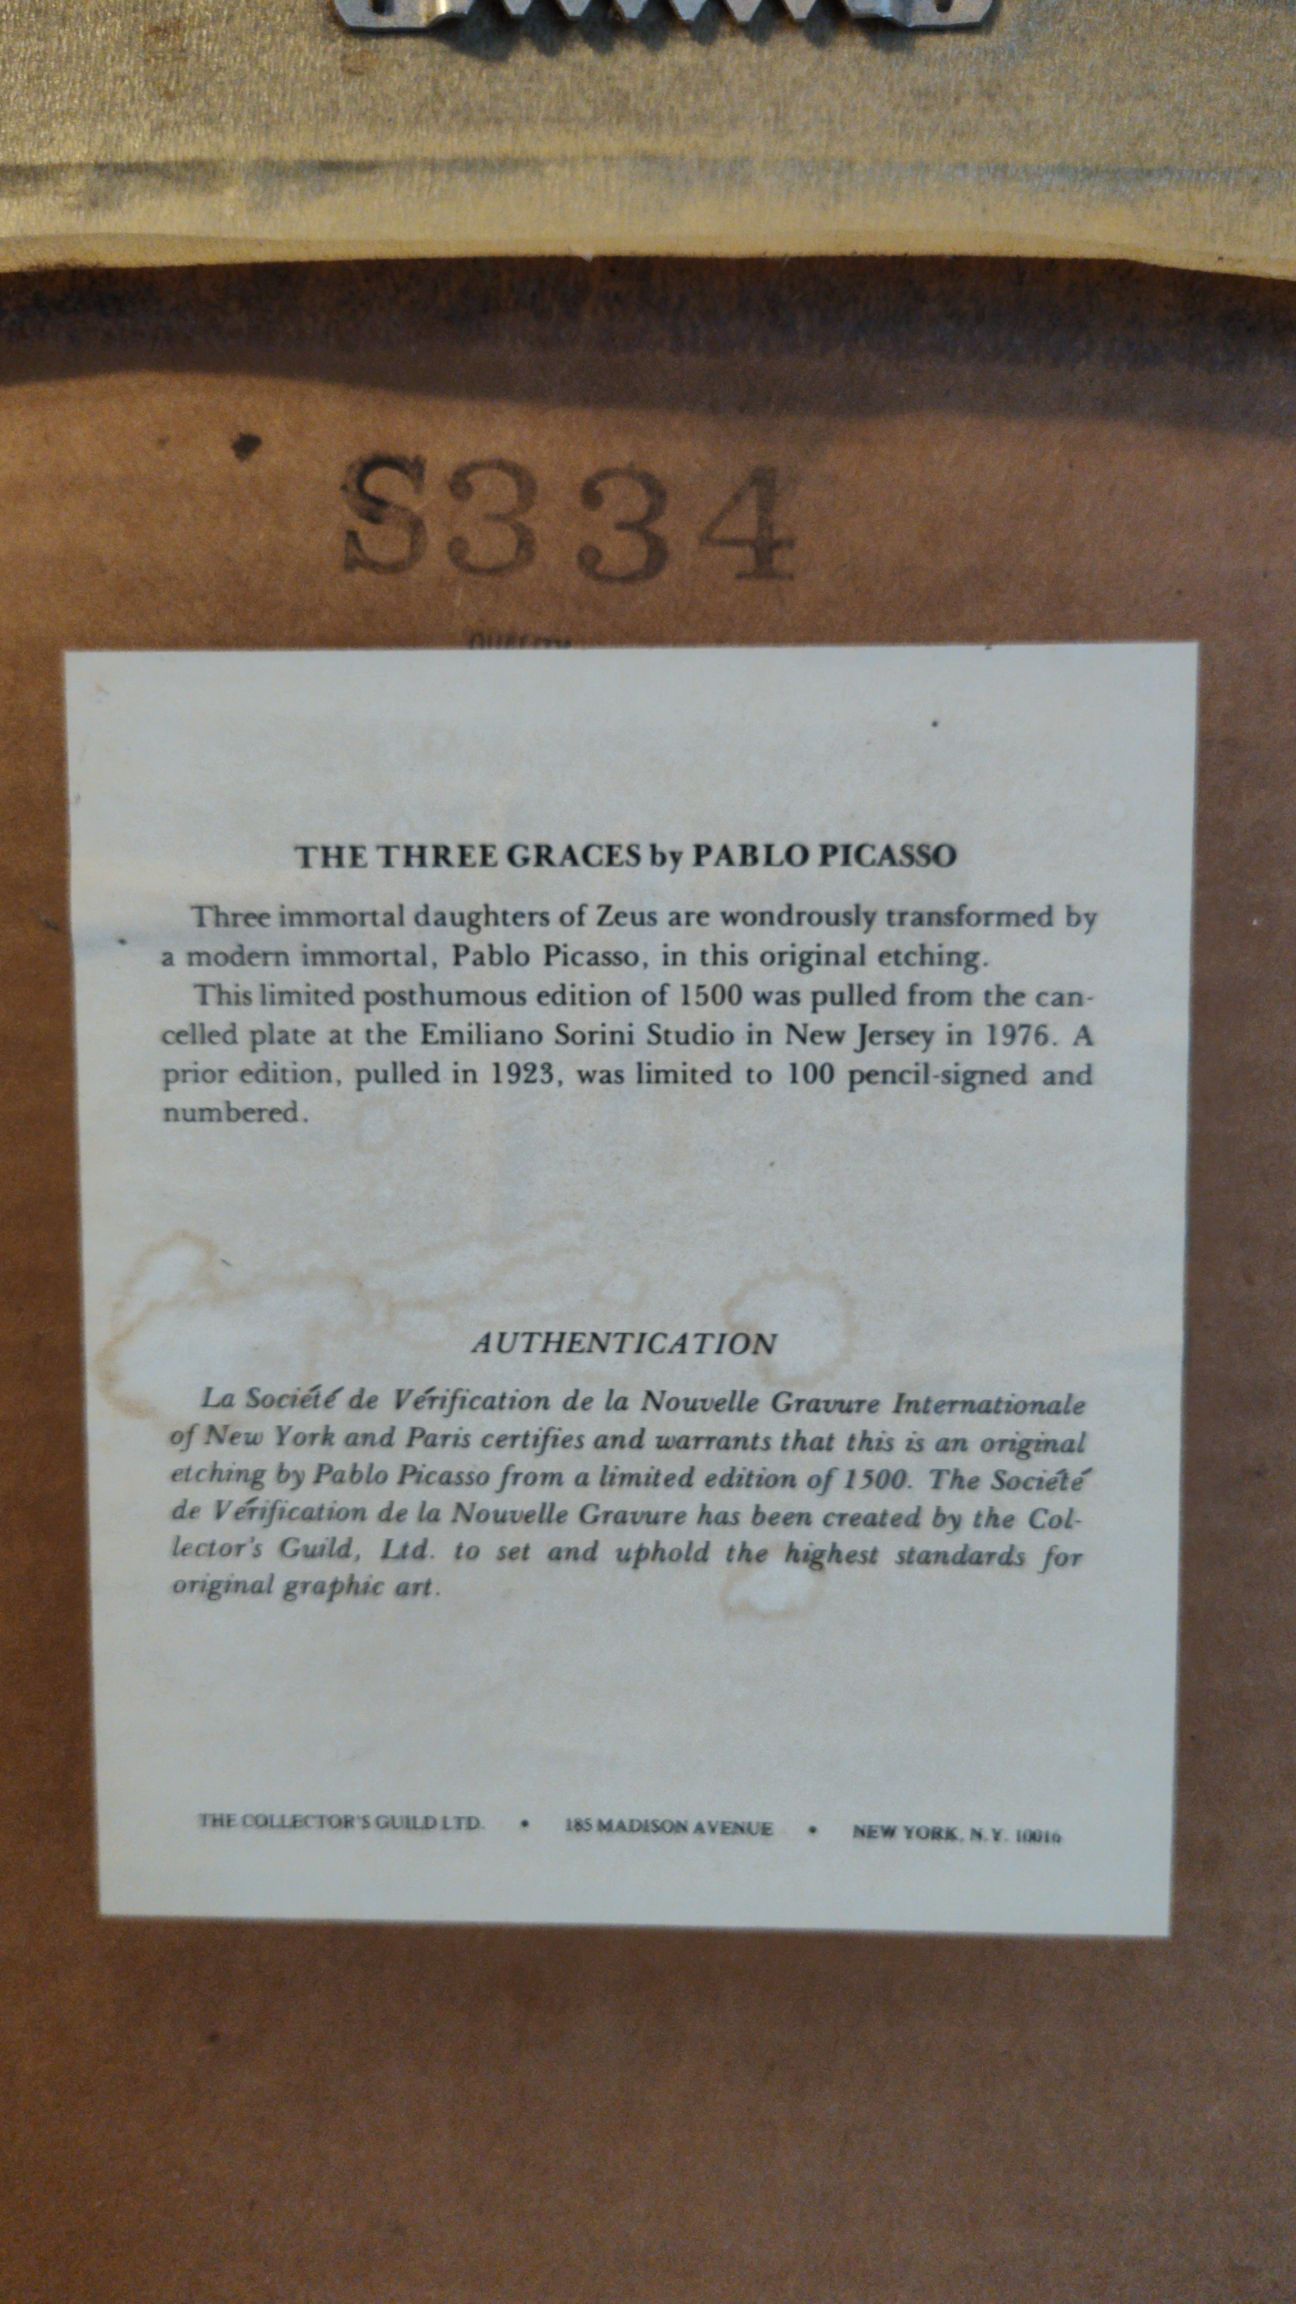 S334
THE THREE GRACES by PABLO PICASSO
Three immortal daughters of Zeus are wondrously transformed by
a modern immortal, Pablo Picasso, in this original etching.
This limited posthumous edition of 1500 was pulled from the can-
celled plate at the Emiliano Sorini Studio in New Jersey in 1976. A
prior edition, pulled in 1923, was limited to 100 pencil-signed and
numbered.
AUTHENTICATION
La Société de Vérification de la Nouvelle Gravure Internationale
of New York and Paris certifies and warrants that this is an original
etching by Pablo Picasso from a limited edition of 1500. The Société
de Vérification de la Nouvelle Gravure has been created by the Col-
lector's Guild, Ltd. to set and uphold the highest standards for
original graphic art.
THE COLLECTOR'S GUILD LTD. • 185 MADISON AVENUE • NEW YORK, N.Y. 10016